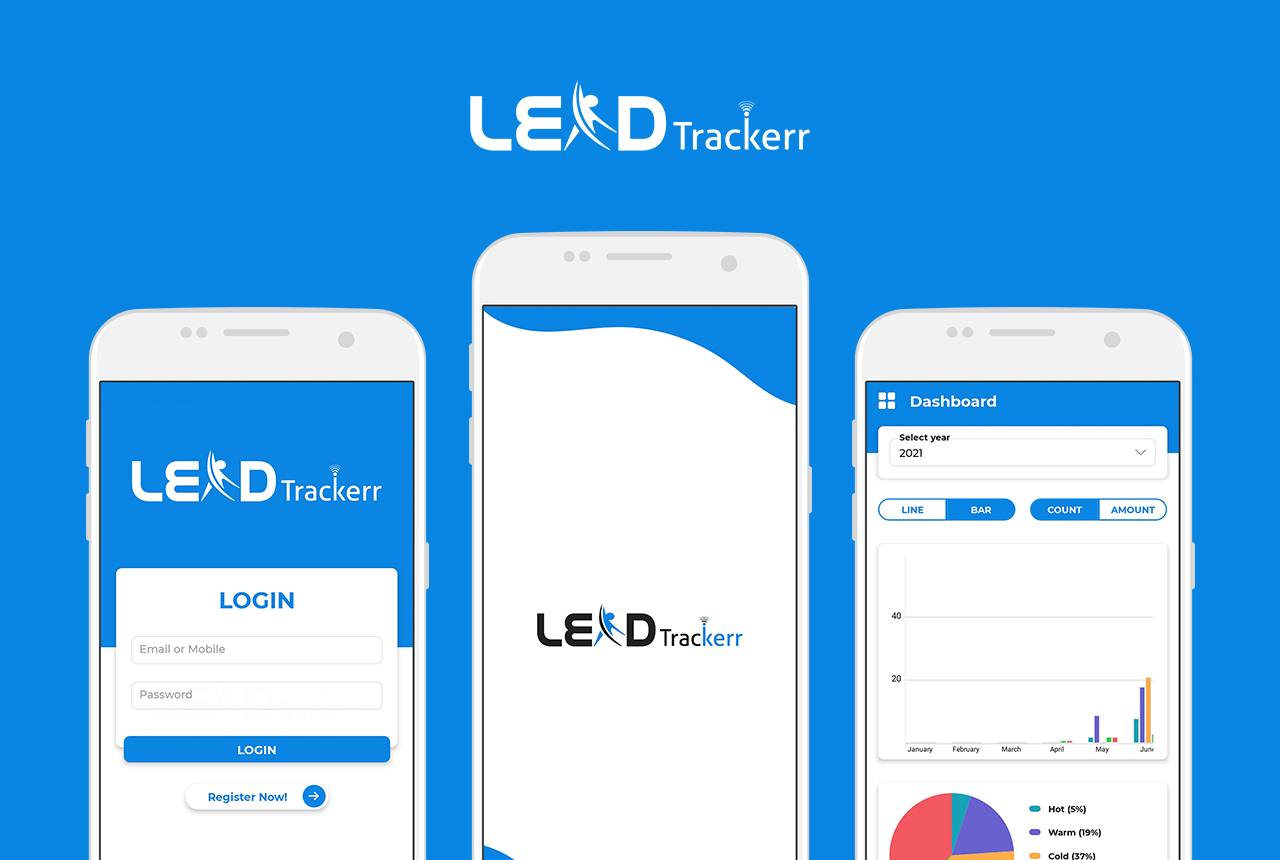 LEAD Trackerr
LEAD Trackerr
LOGIN
Email or Mobile
Password
LOGIN
Register Now!
LEAD Trackerr
Dashboard
Select year
2021
LINE
BAR
COUNT
AMOUNT
40
20
January
February
March
April
May
June
Hot (5%)
Warm (19%)
Cold (37%)